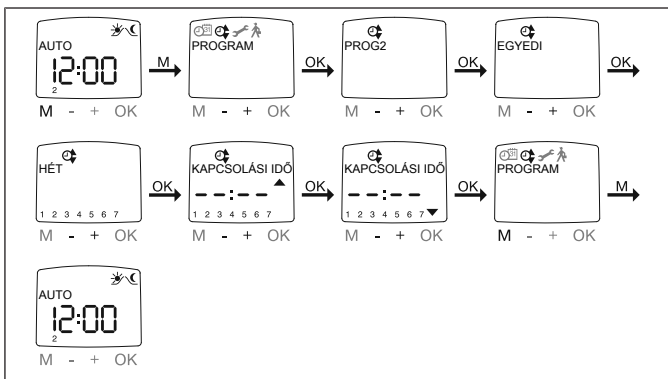 AUTO
12:00
2
M - + OK
M
PROGRAM
M - + OK
OK
PROG2
M - + OK
OK
EGYEDI
M - + OK
OK
HÉT
1 2 3 4 5 6 7
M - + OK
OK
KAPCSOLÁSI IDŐ
--:--
1 2 3 4 5 6 7
M - + OK
OK
KAPCSOLÁSI IDŐ
--:--
1 2 3 4 5 6 7
M - + OK
OK
31
PROGRAM
M - + OK
M
AUTO
12:00
2
M - + OK